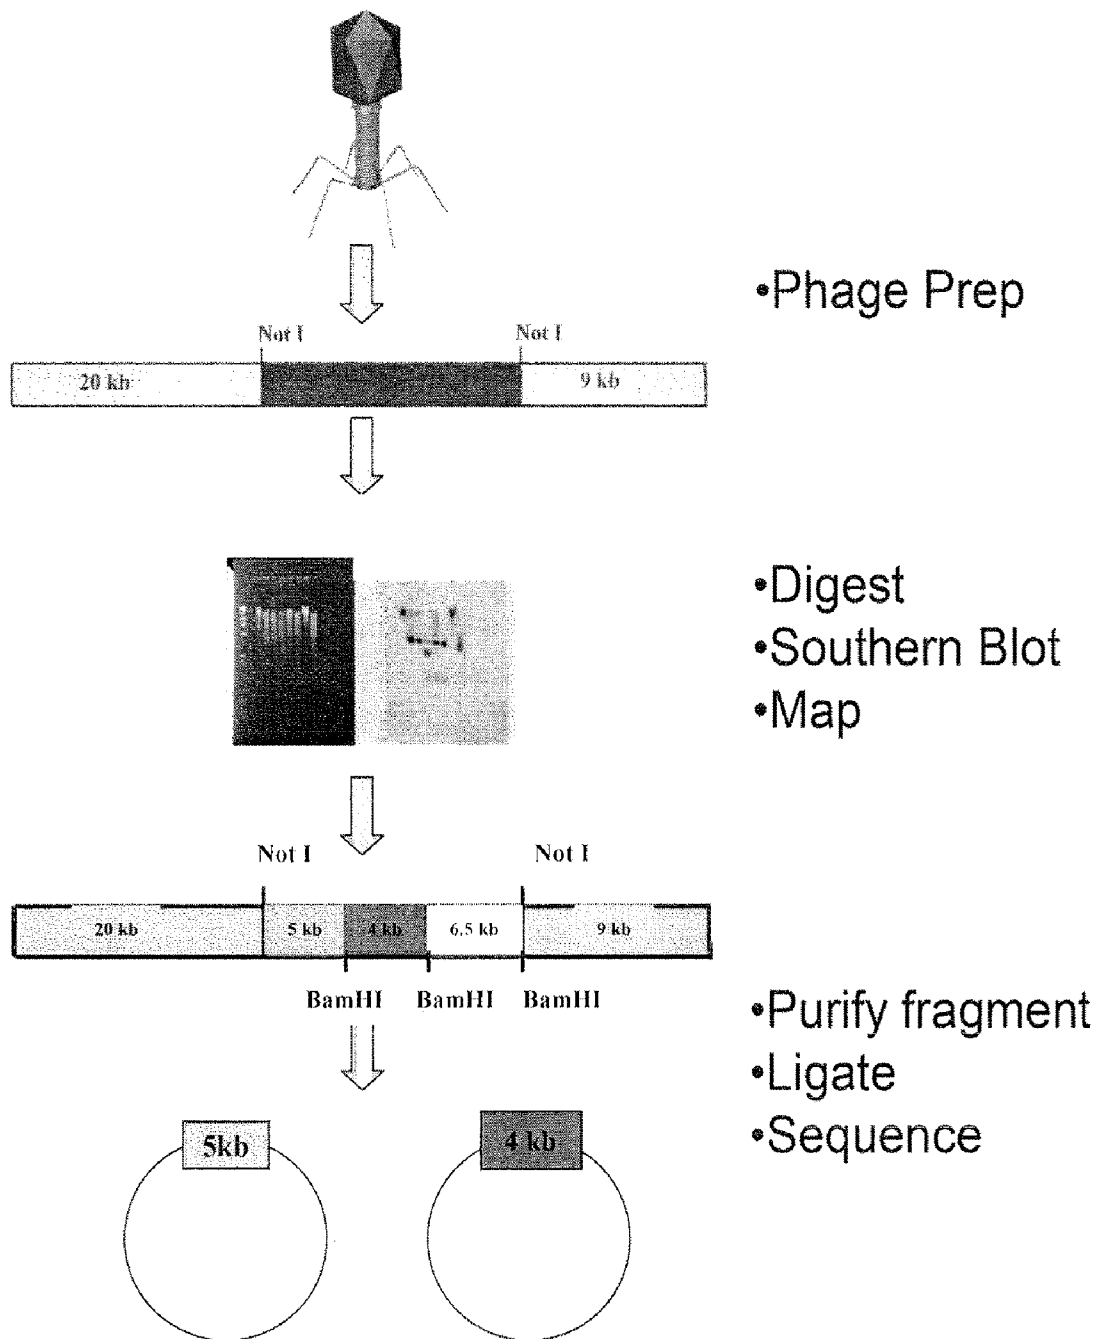 •Phage Prep
Not I Not I
20 kb 9 kb
•Digest
•Southern Blot
•Map
Not I Not I
20 kb 5 kb 4 kb 6.5 kb 9 kb
BamHI BamHI BamHI
•Purify fragment
•Ligate
•Sequence
5kb 4 kb